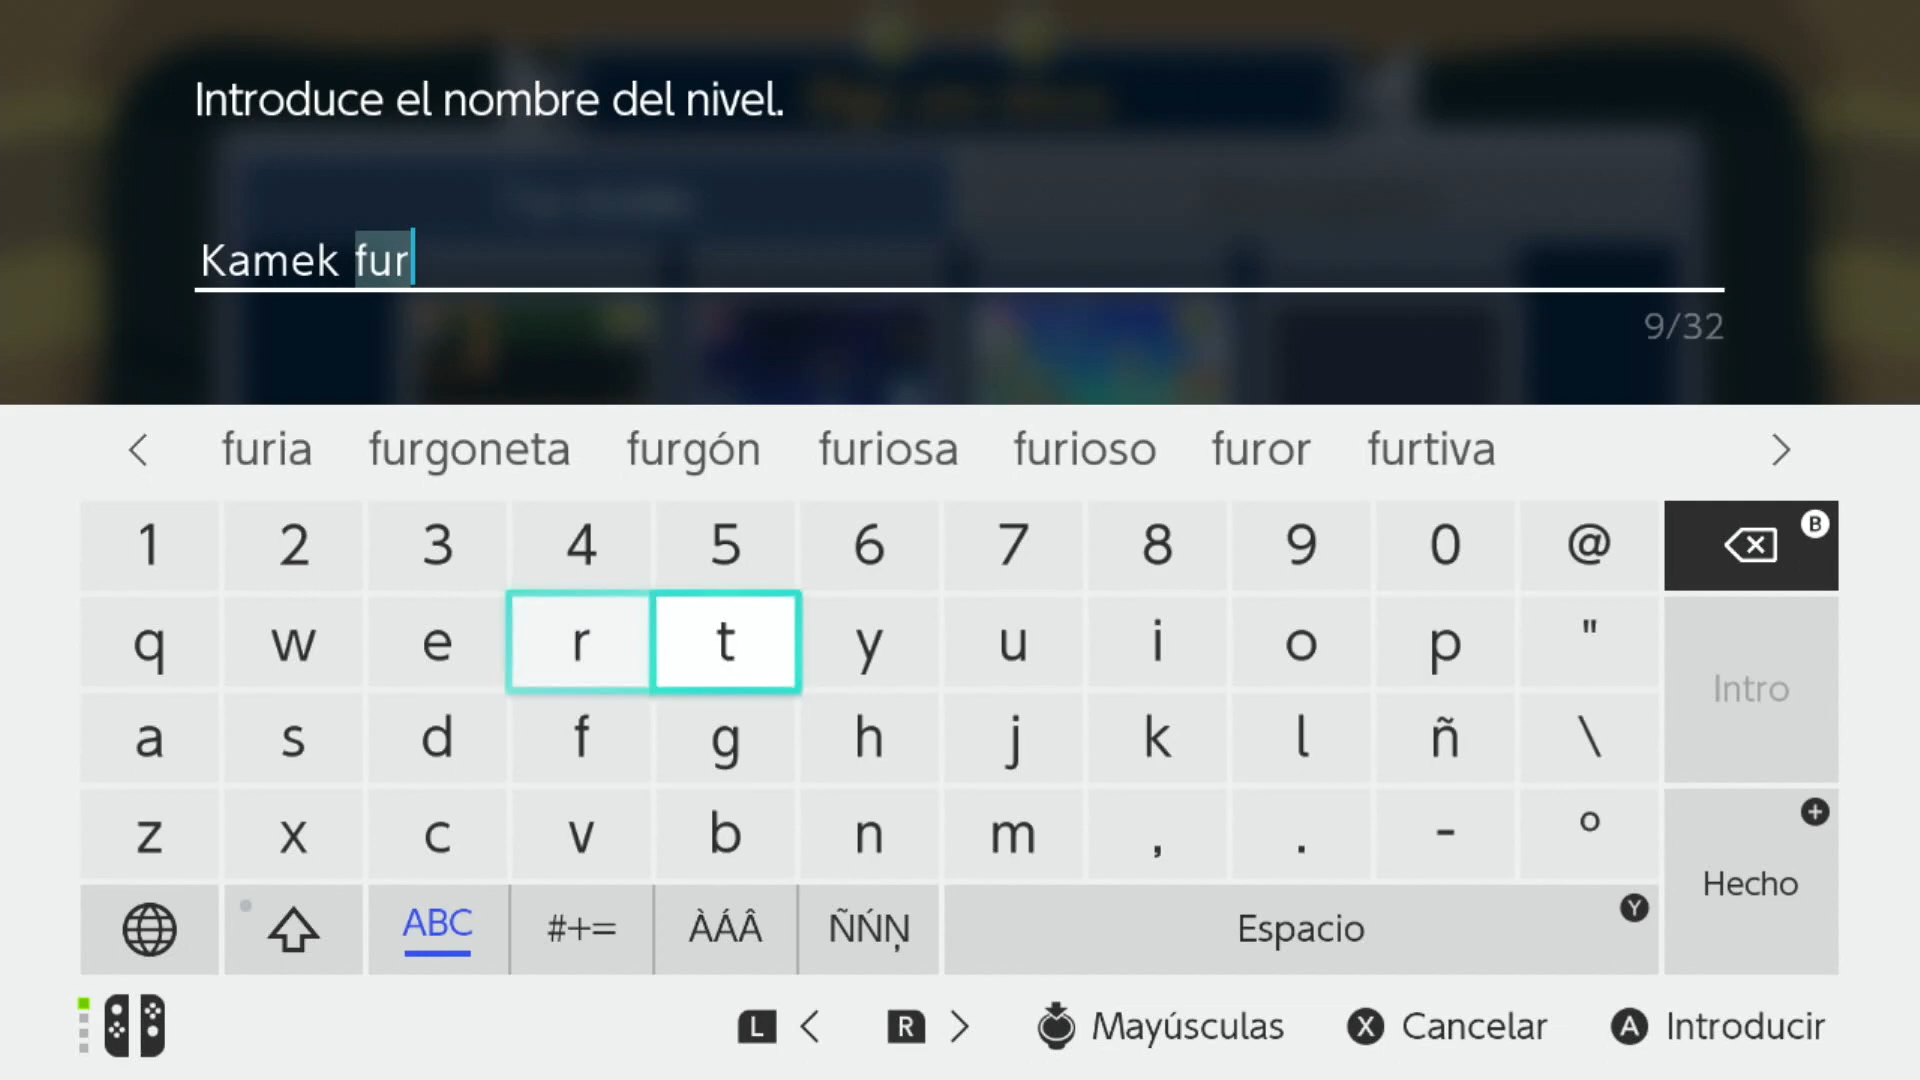 Introduce el nombre del nivel.
Kamek fur
9/32
furia furgoneta furgón furiosa furioso furor furtiva
1 2 3 4 5 6 7 8 9 0 @ B
q w e r t y u i o p "
Intro
a s d f g h j k l ñ \
z x c v b n m , . - º +
Hecho
ABC #+= ÀÁÂ ÑŃŅ Espacio Y
L R Mayúsculas X Cancelar A Introducir